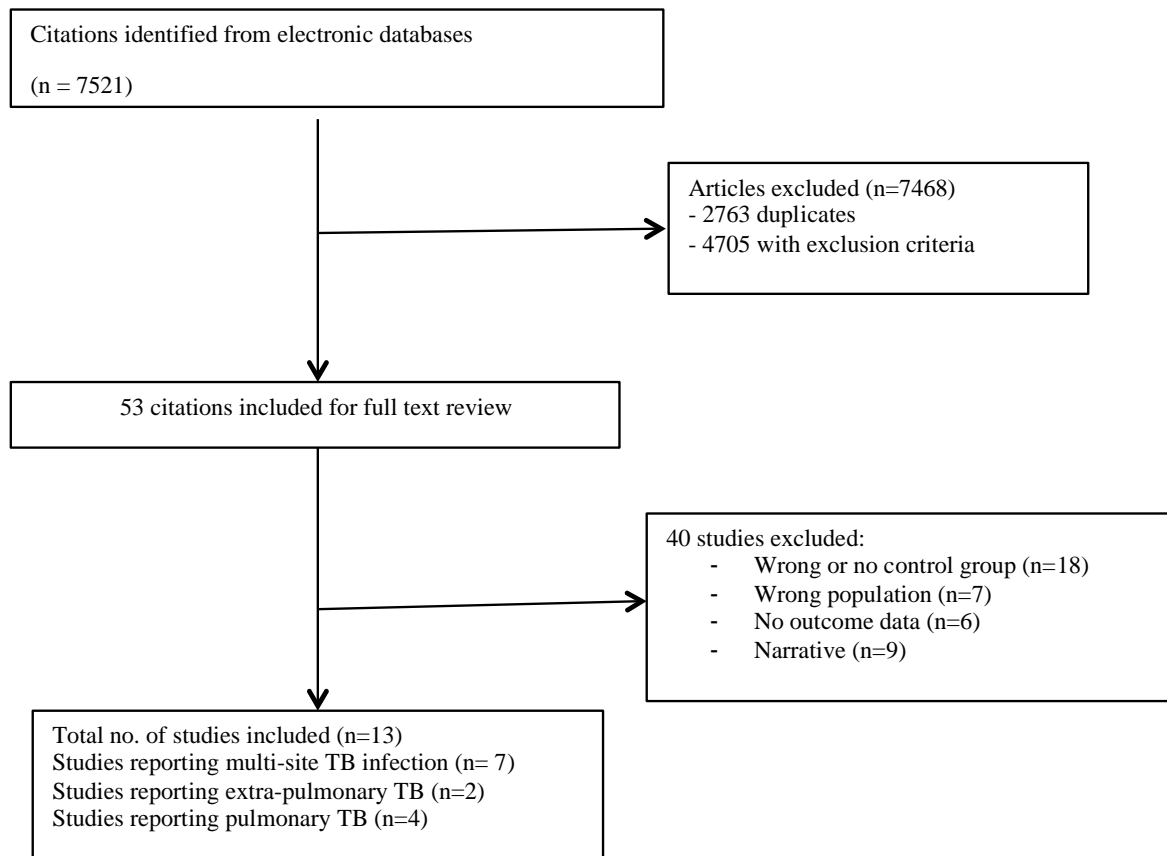 Citations identified from electronic databases
(n = 7521)
Articles excluded (n=7468)
- 2763 duplicates
- 4705 with exclusion criteria
53 citations included for full text review
40 studies excluded:
- Wrong or no control group (n=18)
- Wrong population (n=7)
- No outcome data (n=6)
- Narrative (n=9)
Total no. of studies included (n=13)
Studies reporting multi-site TB infection (n= 7)
Studies reporting extra-pulmonary TB (n=2)
Studies reporting pulmonary TB (n=4)